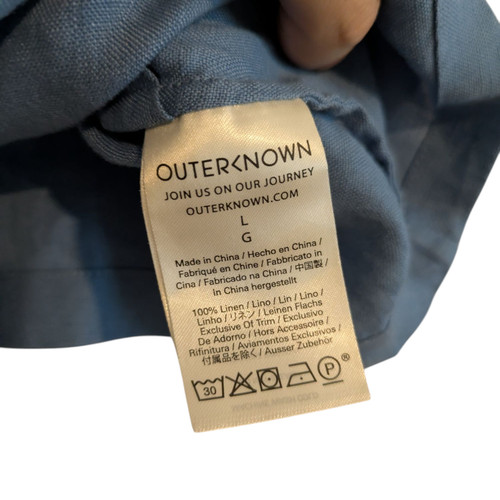 OUTERKNOWN
JOIN US ON OUR JOURNEY
OUTERKNOWN.COM
L
G
Made in China / Hecho en China /
Fabriqué en Chine / Fabbricato in
Cina / Fabricado na China / 中国製 /
in China hergestellt
100% Linen / Lino / Lin / Lino /
Linho / リネン / Leinen Flachs
Exclusive Of Trim / Exclusivo
De Adorno / Hors Accessoire /
Rifinitura / Aviamentos Exclusivos /
付属品を除く / Ausser Zubehör
30 P ®